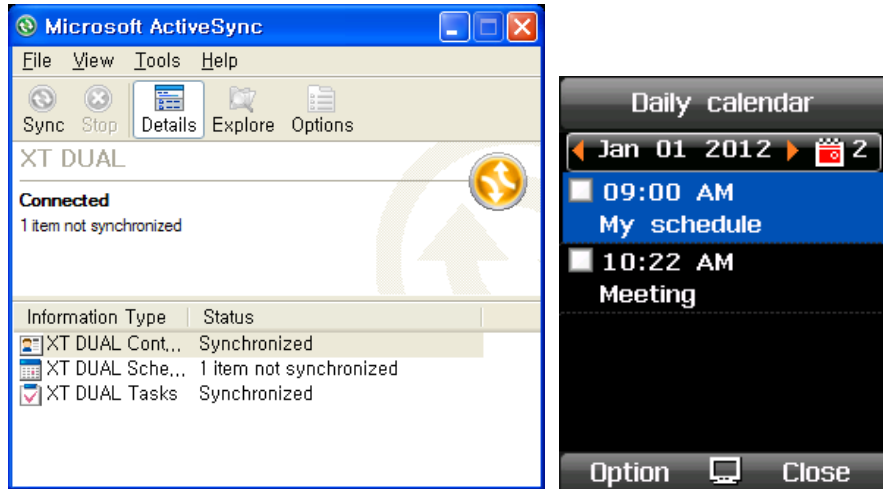 Microsoft ActiveSync
File View Tools Help
Sync Stop Details Explore Options
XT DUAL
Connected
1 item not synchronized
Information Type Status
XT DUAL Cont... Synchronized
XT DUAL Sche... 1 item not synchronized
XT DUAL Tasks Synchronized
Daily calendar
Jan 01 2012 2
09:00 AM
My schedule
10:22 AM
Meeting
Option Close